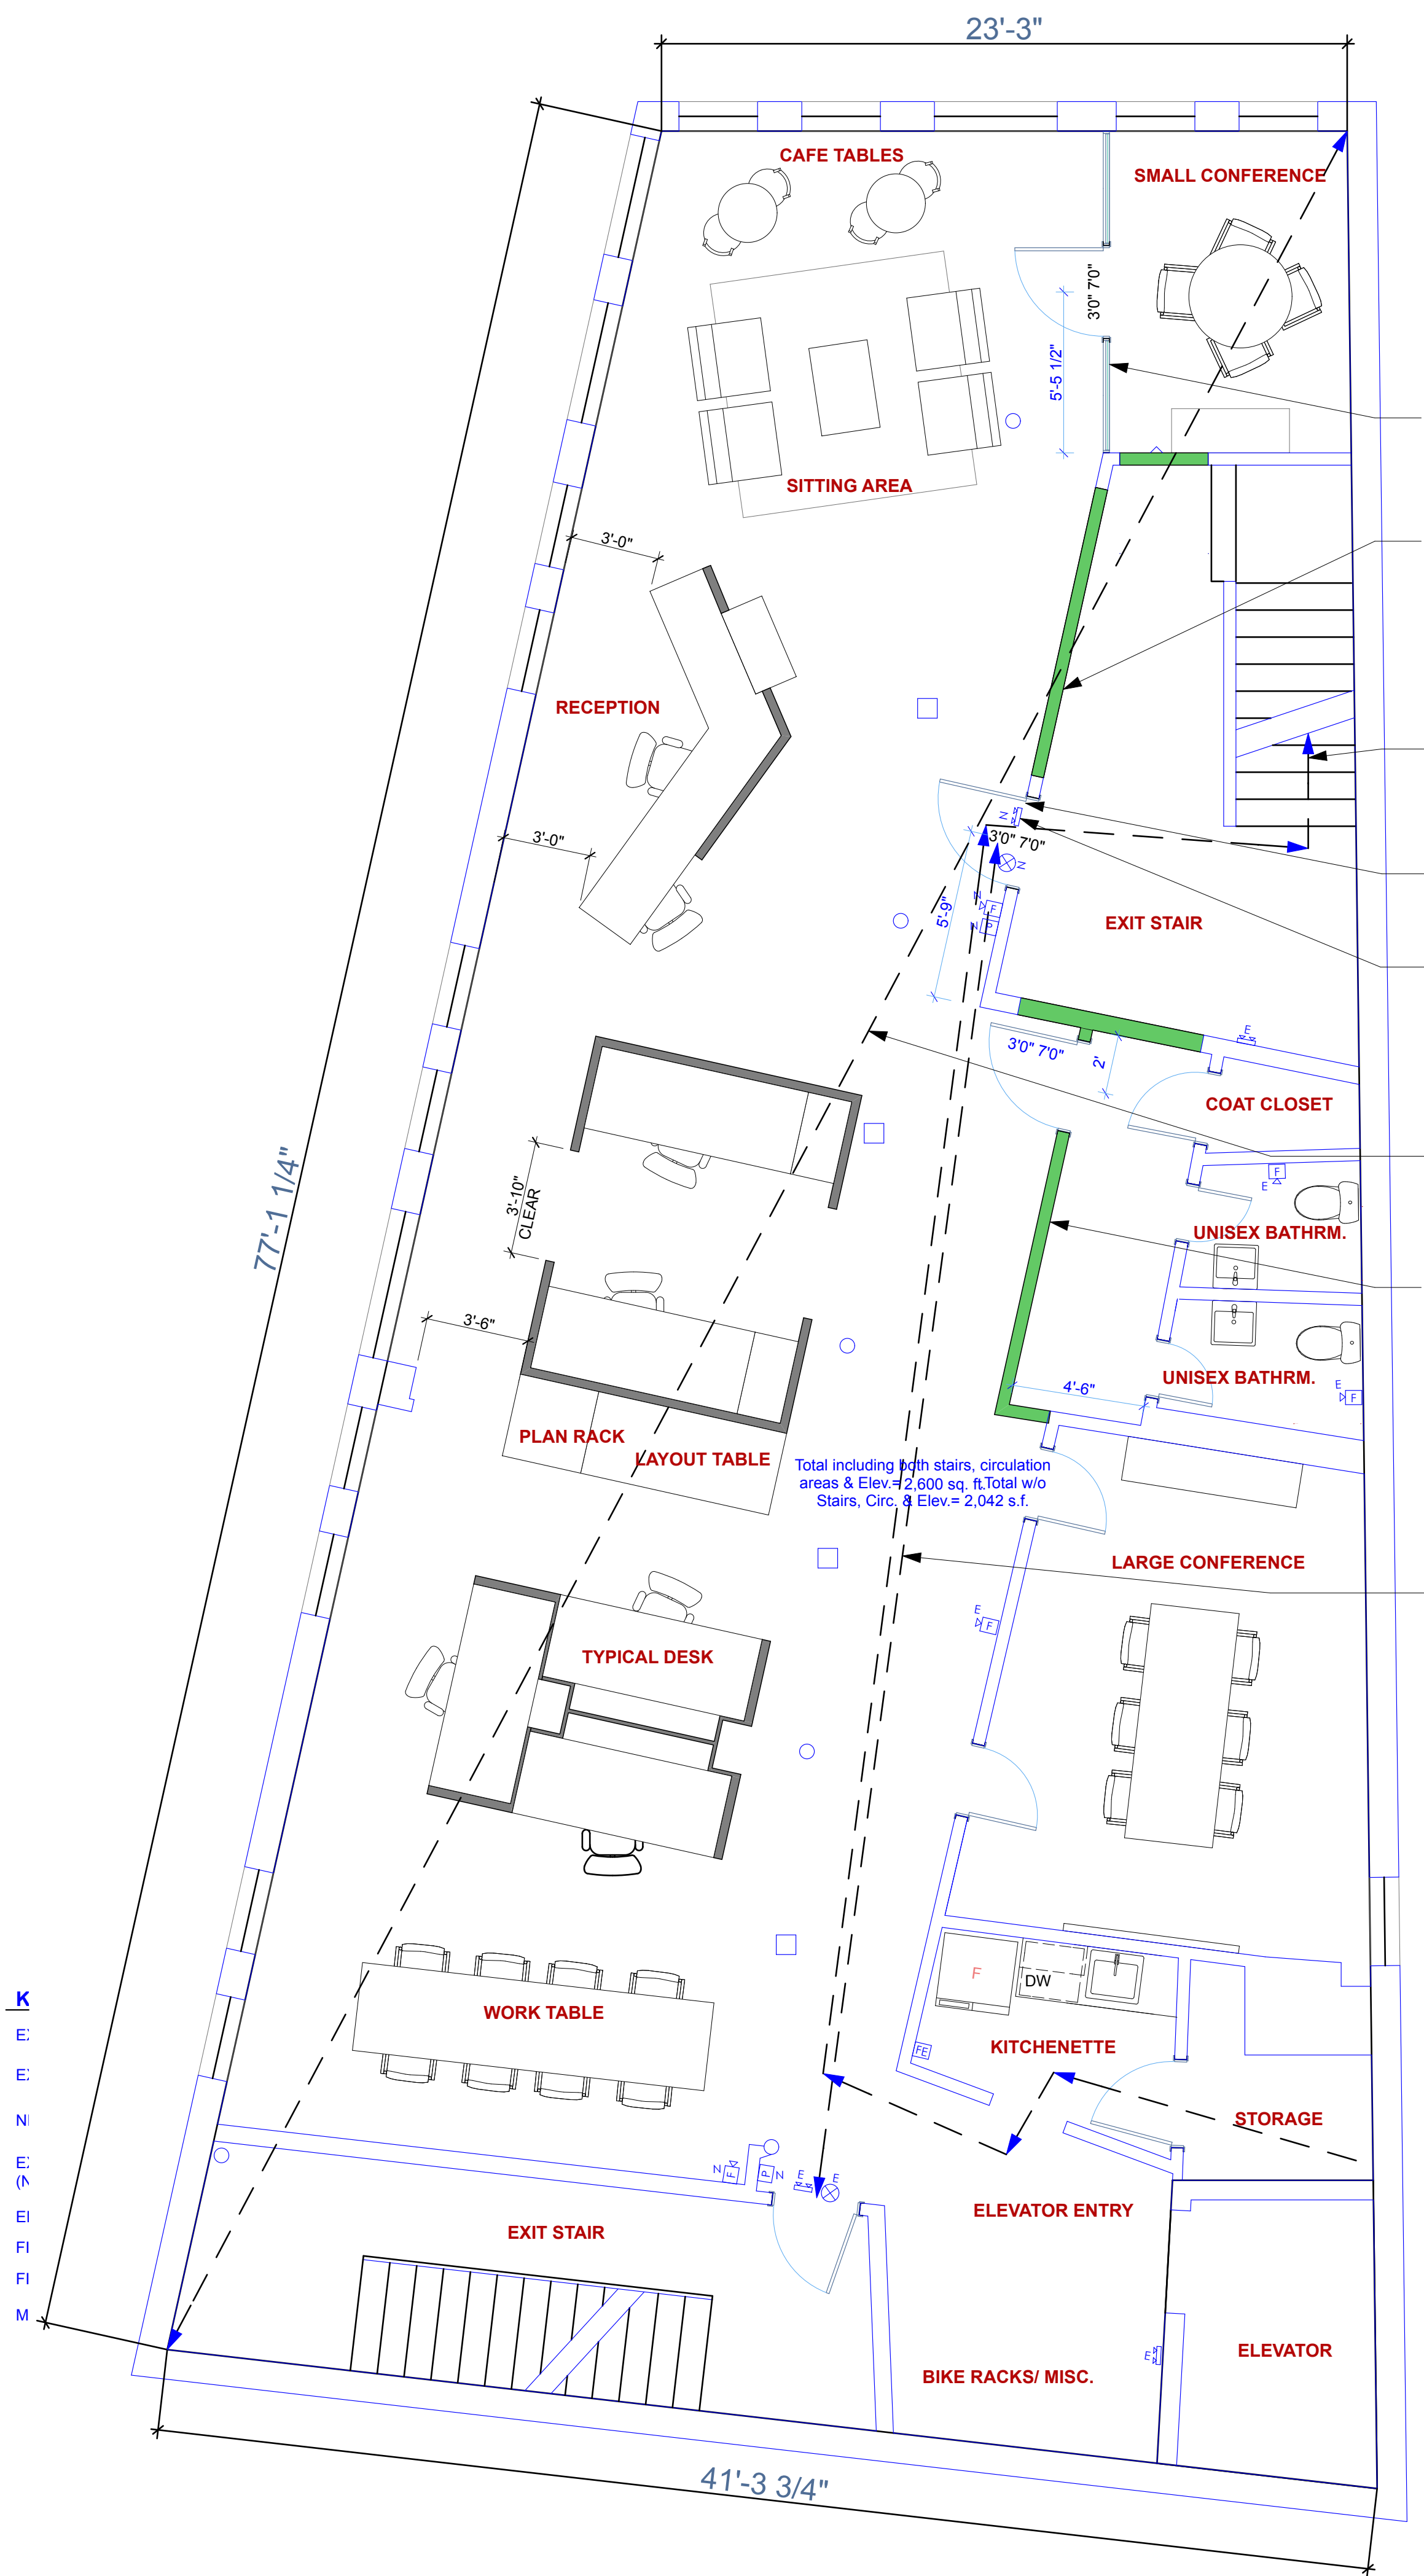 23'-3"
CAFE TABLES
SMALL CONFERENCE
3'0" 7'0"
5'-5 1/2"
SITTING AREA
3'-0"
RECEPTION
3'-0"
3'0" 7'0"
N
N
N
F
N
P
5'-9"
EXIT STAIR
E
3'0" 7'0"
2'
COAT CLOSET
77'-1 1/4"
3'-10"
CLEAR
F
E
UNISEX BATHRM.
3'-6"
UNISEX BATHRM.
E
F
4'-6"
PLAN RACK
LAYOUT TABLE
Total including both stairs, circulation
areas & Elev.= 2,600 sq. ft.Total w/o
Stairs, Circ. & Elev.= 2,042 s.f.
LARGE CONFERENCE
E
F
TYPICAL DESK
F
DW
K
WORK TABLE
KITCHENETTE
FE
STORAGE
N
F
P
N
E
E
ELEVATOR ENTRY
EXIT STAIR
ELEVATOR
E
BIKE RACKS/ MISC.
41'-3 3/4"